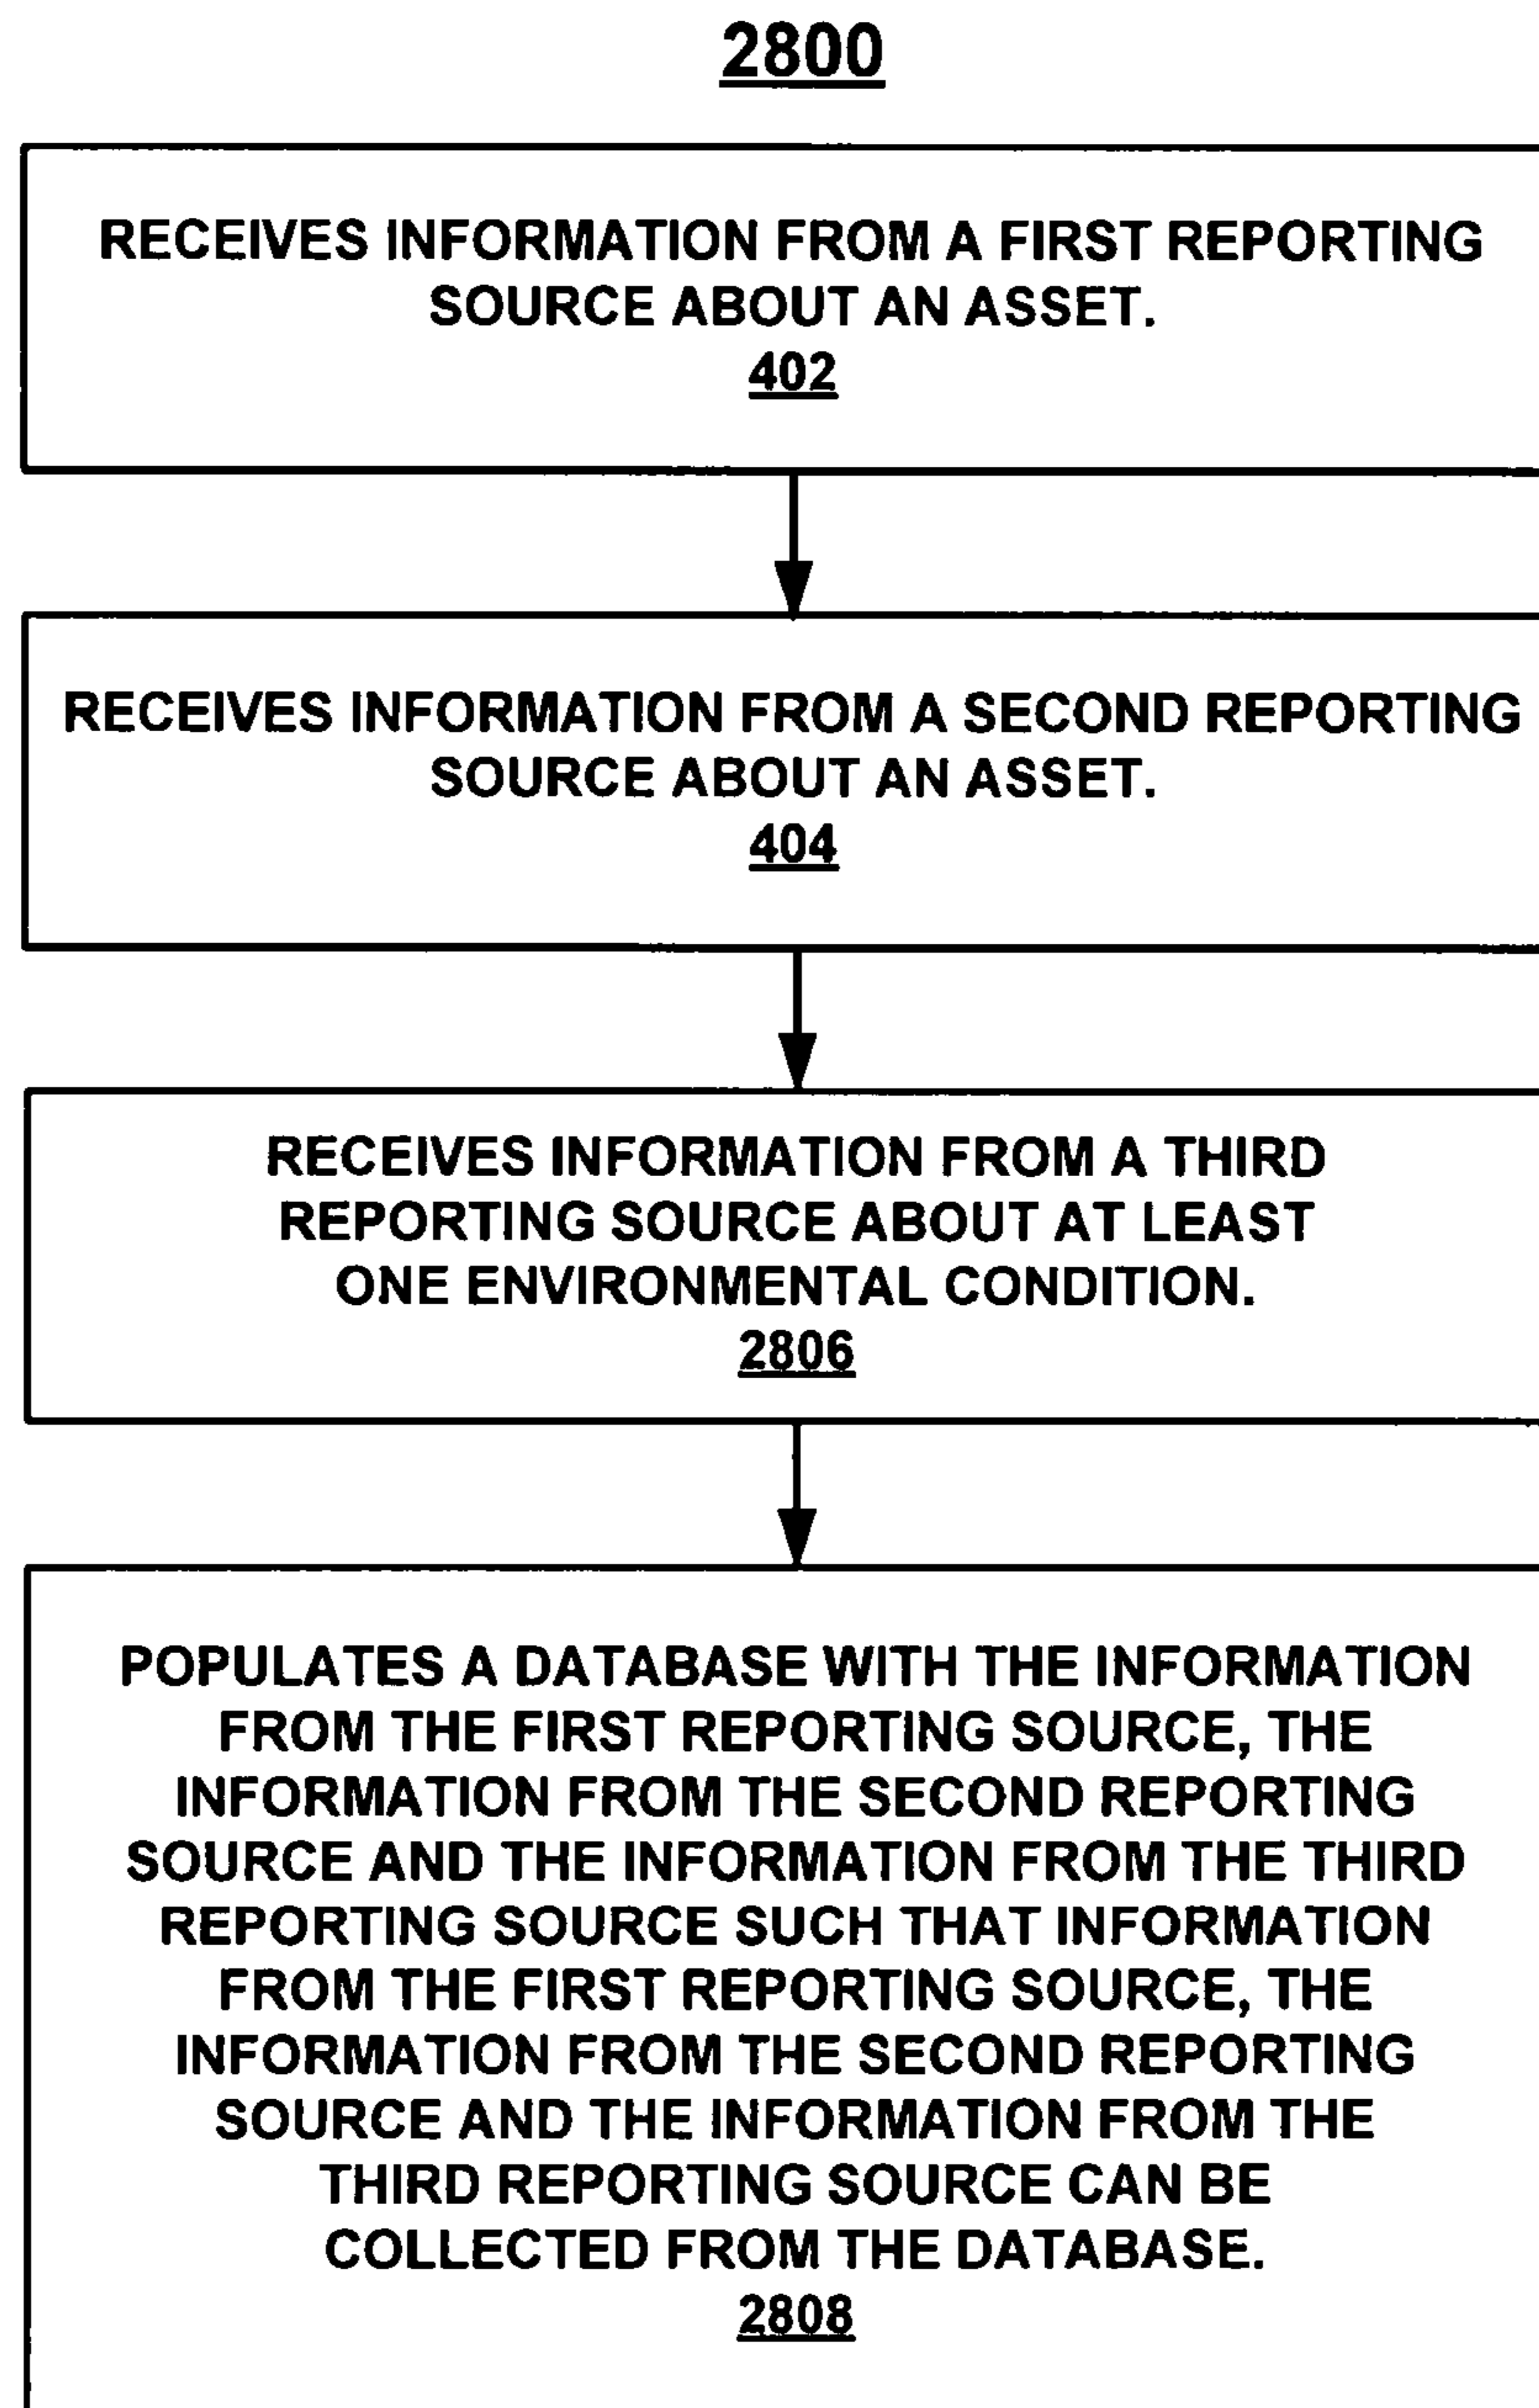 2800
RECEIVES INFORMATION FROM A FIRST REPORTING
SOURCE ABOUT AN ASSET.
402
RECEIVES INFORMATION FROM A SECOND REPORTING
SOURCE ABOUT AN ASSET.
404
RECEIVES INFORMATION FROM A THIRD
REPORTING SOURCE ABOUT AT LEAST
ONE ENVIRONMENTAL CONDITION.
2806
POPULATES A DATABASE WITH THE INFORMATION
FROM THE FIRST REPORTING SOURCE, THE
INFORMATION FROM THE SECOND REPORTING
SOURCE AND THE INFORMATION FROM THE THIRD
REPORTING SOURCE SUCH THAT INFORMATION
FROM THE FIRST REPORTING SOURCE, THE
INFORMATION FROM THE SECOND REPORTING
SOURCE AND THE INFORMATION FROM THE
THIRD REPORTING SOURCE CAN BE
COLLECTED FROM THE DATABASE.
2808